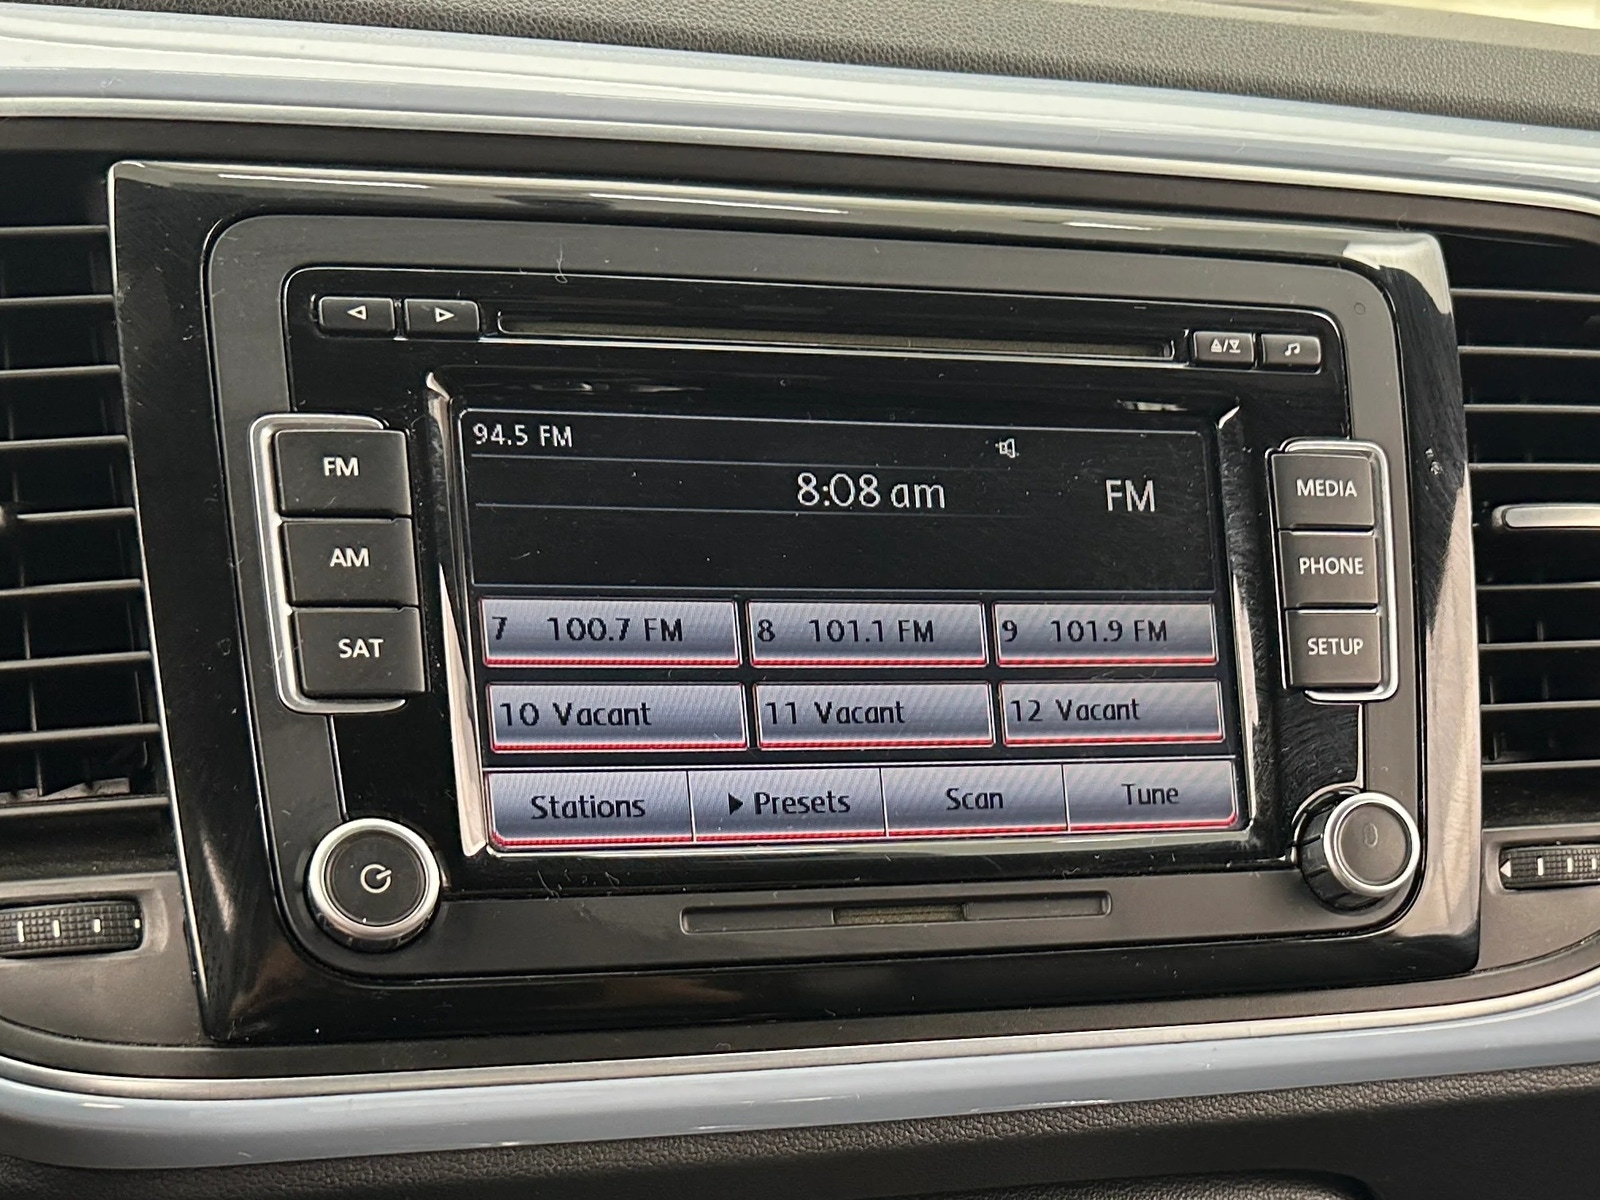 94.5 FM
8:08 am FM
FM
AM
SAT
MEDIA
PHONE
SETUP
7 100.7 FM 8 101.1 FM 9 101.9 FM
10 Vacant 11 Vacant 12 Vacant
Stations Presets Scan Tune